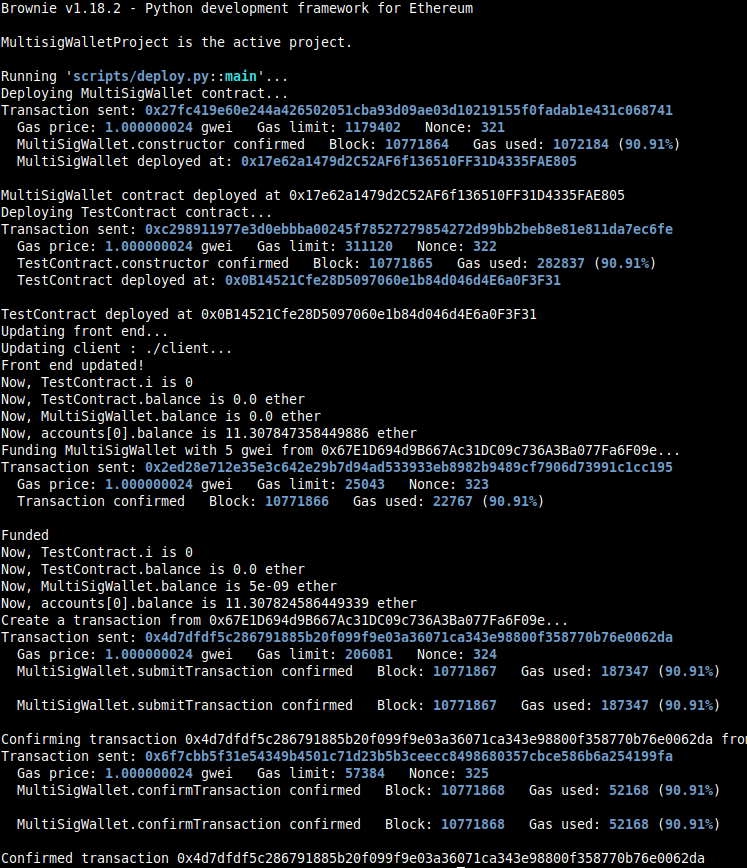 Brownie v1.18.2 - Python development framework for Ethereum
MultisigWalletProject is the active project.
Running 'scripts/deploy.py::main'...
Deploying MultiSigWallet contract...
Transaction sent: 0x27fc419e60e244a426502051cba93d09ae03d10219155f0fadab1e431c068741
  Gas price: 1.000000024 gwei   Gas limit: 1179402   Nonce: 321
  MultiSigWallet.constructor confirmed   Block: 10771864   Gas used: 1072184 (90.91%)
  MultiSigWallet deployed at: 0x17e62a1479d2C52AF6f136510FF31D4335FAE805
MultiSigWallet contract deployed at 0x17e62a1479d2C52AF6f136510FF31D4335FAE805
Deploying TestContract contract...
Transaction sent: 0xc298911977e3d0ebbba00245f78527279854272d99bb2beb8e81e811da7ec6fe
  Gas price: 1.000000024 gwei   Gas limit: 311120   Nonce: 322
  TestContract.constructor confirmed   Block: 10771865   Gas used: 282837 (90.91%)
  TestContract deployed at: 0x0B14521Cfe28D5097060e1b84d046d4E6a0F3F31
TestContract deployed at 0x0B14521Cfe28D5097060e1b84d046d4E6a0F3F31
Updating front end...
Updating client : ./client...
Front end updated!
Now, TestContract.i is 0
Now, TestContract.balance is 0.0 ether
Now, MultiSigWallet.balance is 0.0 ether
Now, accounts[0].balance is 11.307847358449886 ether
Funding MultiSigWallet with 5 gwei from 0x67E1D694d9B667Ac31DC09c736A3Ba077Fa6F09e...
Transaction sent: 0x2ed28e712e35e3c642e29b7d94ad533933eb8982b9489cf7906d73991c1cc195
  Gas price: 1.000000024 gwei   Gas limit: 25043   Nonce: 323
  Transaction confirmed   Block: 10771866   Gas used: 22767 (90.91%)
Funded
Now, TestContract.i is 0
Now, TestContract.balance is 0.0 ether
Now, MultiSigWallet.balance is 5e-09 ether
Now, accounts[0].balance is 11.307824586449339 ether
Create a transaction from 0x67E1D694d9B667Ac31DC09c736A3Ba077Fa6F09e...
Transaction sent: 0x4d7dfdf5c286791885b20f099f9e03a36071ca343e98800f358770b76e0062da
  Gas price: 1.000000024 gwei   Gas limit: 206081   Nonce: 324
  MultiSigWallet.submitTransaction confirmed   Block: 10771867   Gas used: 187347 (90.91%)
  MultiSigWallet.submitTransaction confirmed   Block: 10771867   Gas used: 187347 (90.91%)
Confirming transaction 0x4d7dfdf5c286791885b20f099f9e03a36071ca343e98800f358770b76e0062da fro
Transaction sent: 0x6f7cbb5f31e54349b4501c71d23b5b3ceecc8498680357cbce586b6a254199fa
  Gas price: 1.000000024 gwei   Gas limit: 57384   Nonce: 325
  MultiSigWallet.confirmTransaction confirmed   Block: 10771868   Gas used: 52168 (90.91%)
  MultiSigWallet.confirmTransaction confirmed   Block: 10771868   Gas used: 52168 (90.91%)
Confirmed transaction 0x4d7dfdf5c286791885b20f099f9e03a36071ca343e98800f358770b76e0062da